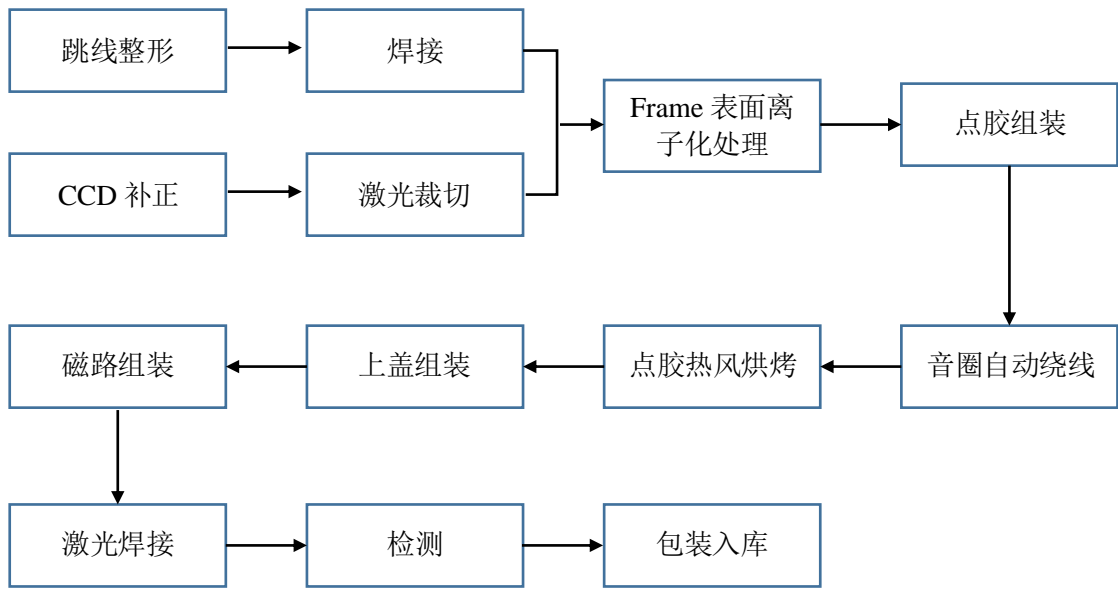 跳线整形
焊接
Frame 表面离
子化处理
点胶组装
CCD 补正
激光裁切
音圈自动绕线
点胶热风烘烤
上盖组装
磁路组装
激光焊接
检测
包装入库